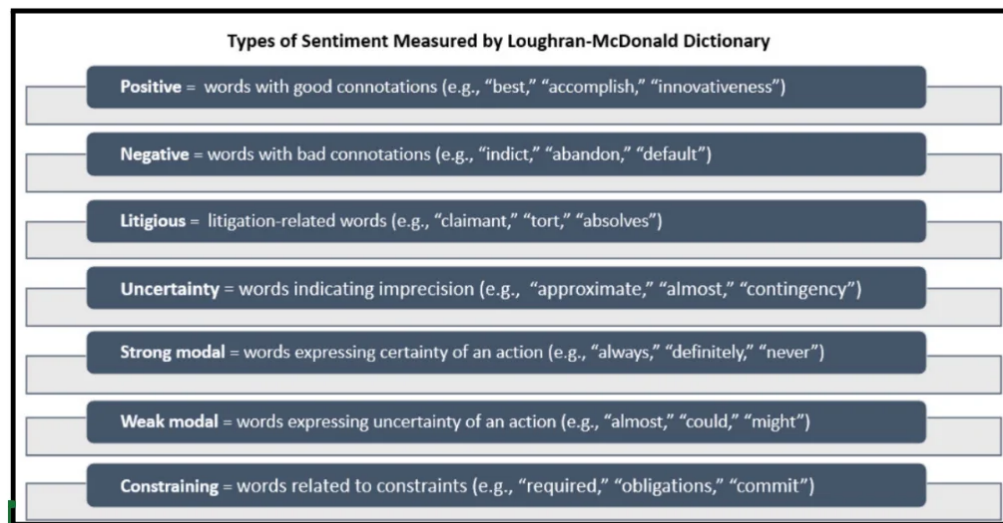 Types of Sentiment Measured by Loughran-McDonald Dictionary
Positive = words with good connotations (e.g., “best,” “accomplish,” “innovativeness”)
Negative = words with bad connotations (e.g., “indict,” “abandon,” “default”)
Litigious = litigation-related words (e.g., “claimant,” “tort,” “absolves”)
Uncertainty = words indicating imprecision (e.g., “approximate,” “almost,” “contingency”)
Strong modal = words expressing certainty of an action (e.g., “always,” “definitely,” “never”)
Weak modal = words expressing uncertainty of an action (e.g., “almost,” “could,” “might”)
Constraining = words related to constraints (e.g., “required,” “obligations,” “commit”)